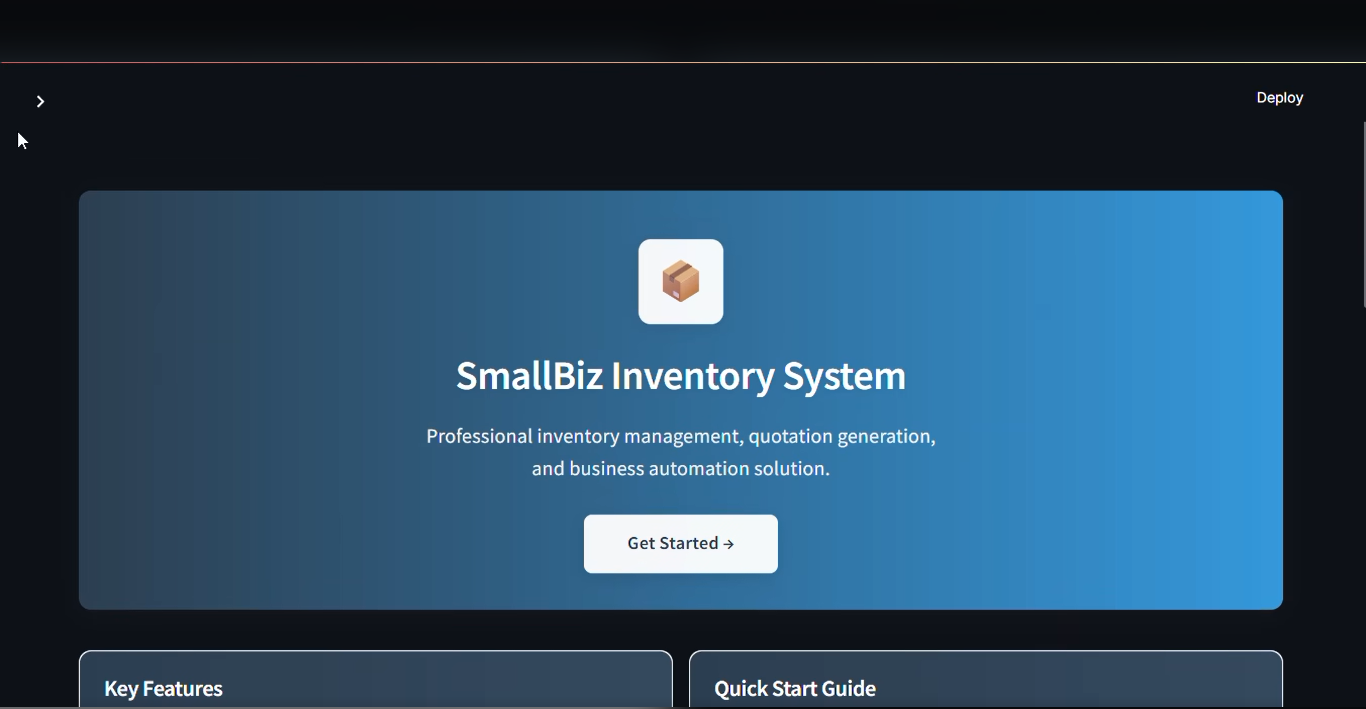 Deploy
SmallBiz Inventory System
Professional inventory management, quotation generation,
and business automation solution.
Get Started →
Key Features
Quick Start Guide